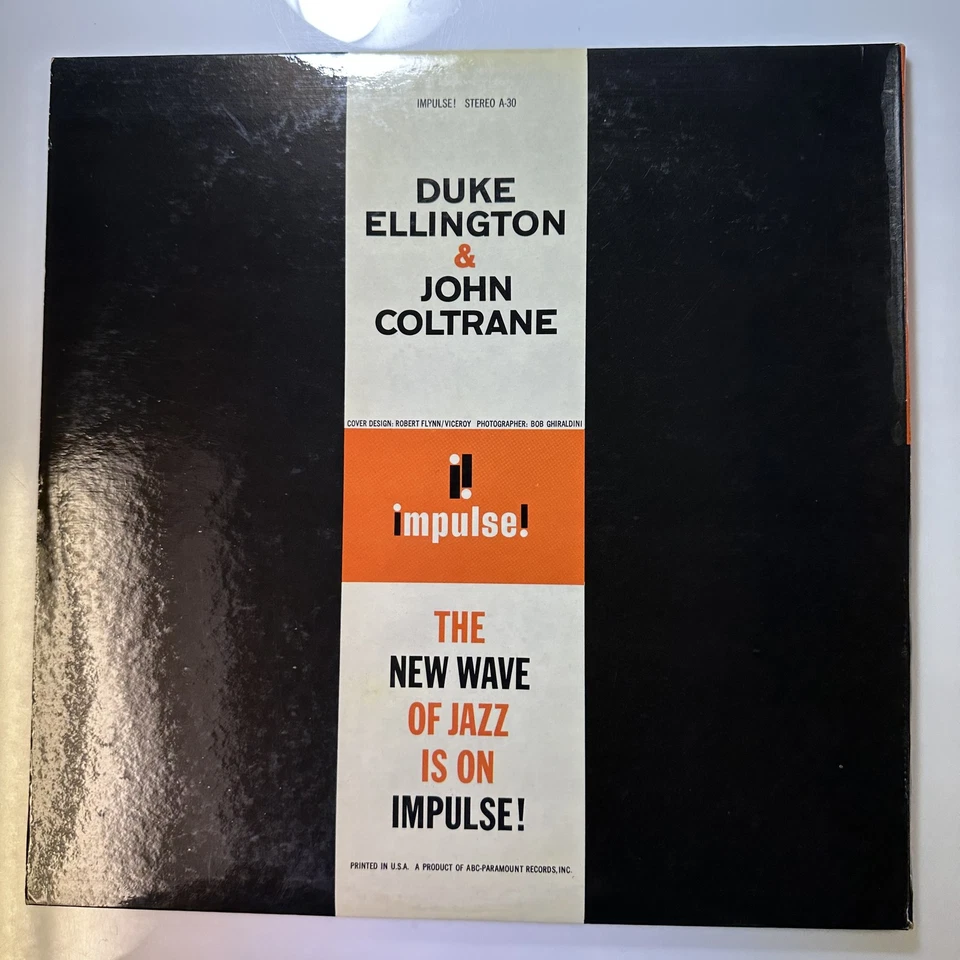 IMPULSE! STEREO A-30
DUKE
ELLINGTON
&
JOHN
COLTRANE
COVER DESIGN: ROBERT FLYNN/VICEROY PHOTOGRAPHER: BOB GHIRALDINI
i!
impulse!
THE
NEW WAVE
OF JAZZ
IS ON
IMPULSE!
PRINTED IN U.S.A. A PRODUCT OF ABC-PARAMOUNT RECORDS, INC.